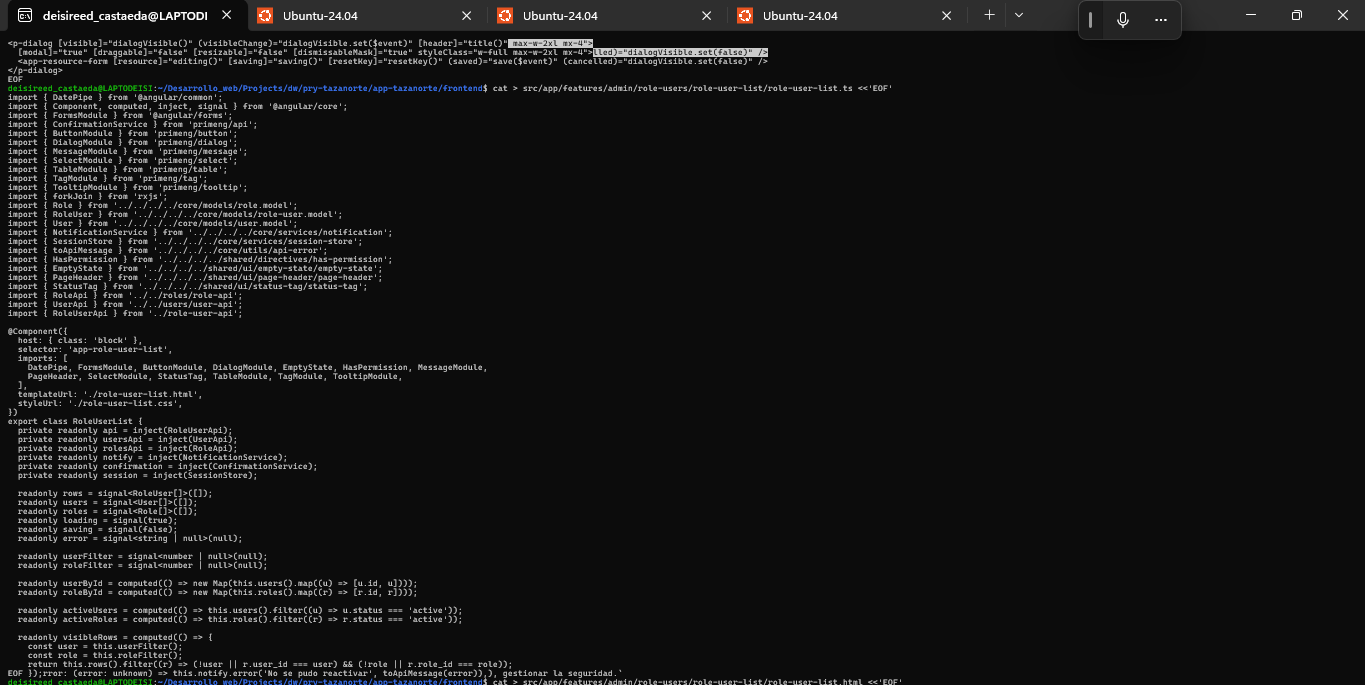 deisireed_castaeda@LAPTODI
Ubuntu-24.04
Ubuntu-24.04
Ubuntu-24.04
<p-dialog [visible]="dialogVisible()" (visibleChange)="dialogVisible.set($event)" [header]="title()" max-w-2xl mx-4">
  [modal]="true" [draggable]="false" [resizable]="false" [dismissableMask]="true" styleClass="w-full max-w-2xl mx-4">lled)="dialogVisible.set(false)" />
  <app-resource-form [resource]="editing()" [saving]="saving()" [resetKey]="resetKey()" (saved)="save($event)" (cancelled)="dialogVisible.set(false)" />
</p-dialog>
EOF
deisireed_castaeda@LAPTODEISI:~/Desarrollo_web/Projects/dw/pry-tazanorte/app-tazanorte/frontend$ cat > src/app/features/admin/role-users/role-user-list/role-user-list.ts <<'EOF'
import { DatePipe } from '@angular/common';
import { Component, computed, inject, signal } from '@angular/core';
import { FormsModule } from '@angular/forms';
import { ConfirmationService } from 'primeng/api';
import { ButtonModule } from 'primeng/button';
import { DialogModule } from 'primeng/dialog';
import { MessageModule } from 'primeng/message';
import { SelectModule } from 'primeng/select';
import { TableModule } from 'primeng/table';
import { TagModule } from 'primeng/tag';
import { TooltipModule } from 'primeng/tooltip';
import { forkJoin } from 'rxjs';
import { Role } from '../../../../core/models/role.model';
import { RoleUser } from '../../../../core/models/role-user.model';
import { User } from '../../../../core/models/user.model';
import { NotificationService } from '../../../../core/services/notification';
import { SessionStore } from '../../../../core/services/session-store';
import { toApiMessage } from '../../../../core/utils/api-error';
import { HasPermission } from '../../../../shared/directives/has-permission';
import { EmptyState } from '../../../../shared/ui/empty-state/empty-state';
import { PageHeader } from '../../../../shared/ui/page-header/page-header';
import { StatusTag } from '../../../../shared/ui/status-tag/status-tag';
import { RoleApi } from '../../roles/role-api';
import { UserApi } from '../../users/user-api';
import { RoleUserApi } from '../role-user-api';

@Component({
  host: { class: 'block' },
  selector: 'app-role-user-list',
  imports: [
    DatePipe, FormsModule, ButtonModule, DialogModule, EmptyState, HasPermission, MessageModule,
    PageHeader, SelectModule, StatusTag, TableModule, TagModule, TooltipModule,
  ],
  templateUrl: './role-user-list.html',
  styleUrl: './role-user-list.css',
})
export class RoleUserList {
  private readonly api = inject(RoleUserApi);
  private readonly usersApi = inject(UserApi);
  private readonly rolesApi = inject(RoleApi);
  private readonly notify = inject(NotificationService);
  private readonly confirmation = inject(ConfirmationService);
  private readonly session = inject(SessionStore);

  readonly rows = signal<RoleUser[]>([]);
  readonly users = signal<User[]>([]);
  readonly roles = signal<Role[]>([]);
  readonly loading = signal(true);
  readonly saving = signal(false);
  readonly error = signal<string | null>(null);

  readonly userFilter = signal<number | null>(null);
  readonly roleFilter = signal<number | null>(null);

  readonly userById = computed(() => new Map(this.users().map((u) => [u.id, u])));
  readonly roleById = computed(() => new Map(this.roles().map((r) => [r.id, r])));

  readonly activeUsers = computed(() => this.users().filter((u) => u.status === 'active'));
  readonly activeRoles = computed(() => this.roles().filter((r) => r.status === 'active'));

  readonly visibleRows = computed(() => {
    const user = this.userFilter();
    const role = this.roleFilter();
    return this.rows().filter((r) => (!user || r.user_id === user) && (!role || r.role_id === role));
EOF });rror: (error: unknown) => this.notify.error('No se pudo reactivar', toApiMessage(error)),), gestionar la seguridad.`
deisireed_castaeda@LAPTODEISI:~/Desarrollo_web/Projects/dw/pry-tazanorte/app-tazanorte/frontend$ cat > src/app/features/admin/role-users/role-user-list/role-user-list.html <<'EOF'